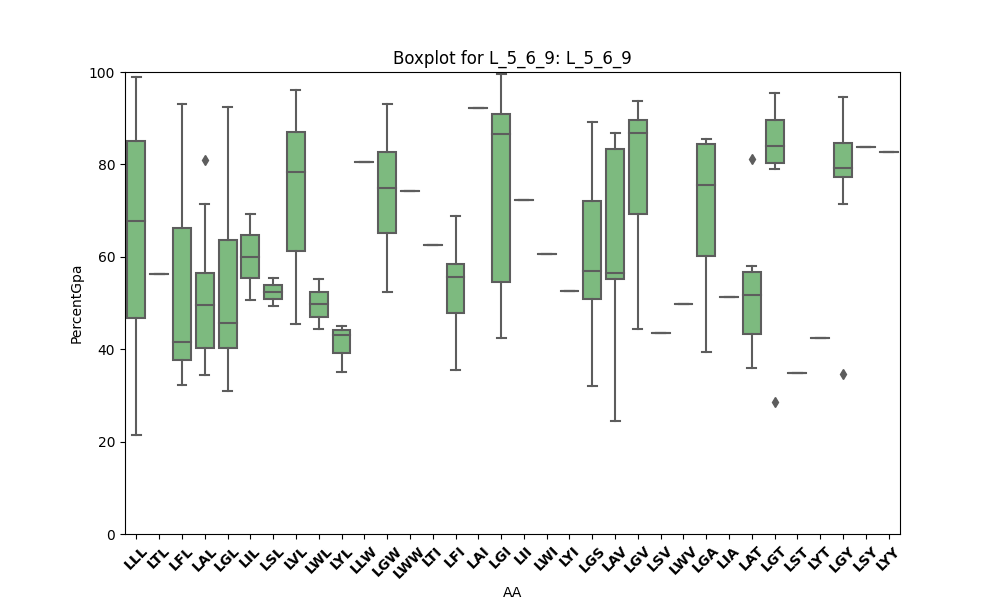 Boxplot for L_5_6_9: L_5_6_9
100
80
60
40
20
0
PercentGpa
LLL LTL LFL LAL LGL LIL LSL LVL LWL LYL LLW LGW LWW LTI LFI LAI LGI LII LWI LYI LGS LAV LGV LSV LWV LGA LIA LAT LGT LST LYT LGY LSY LYY
AA